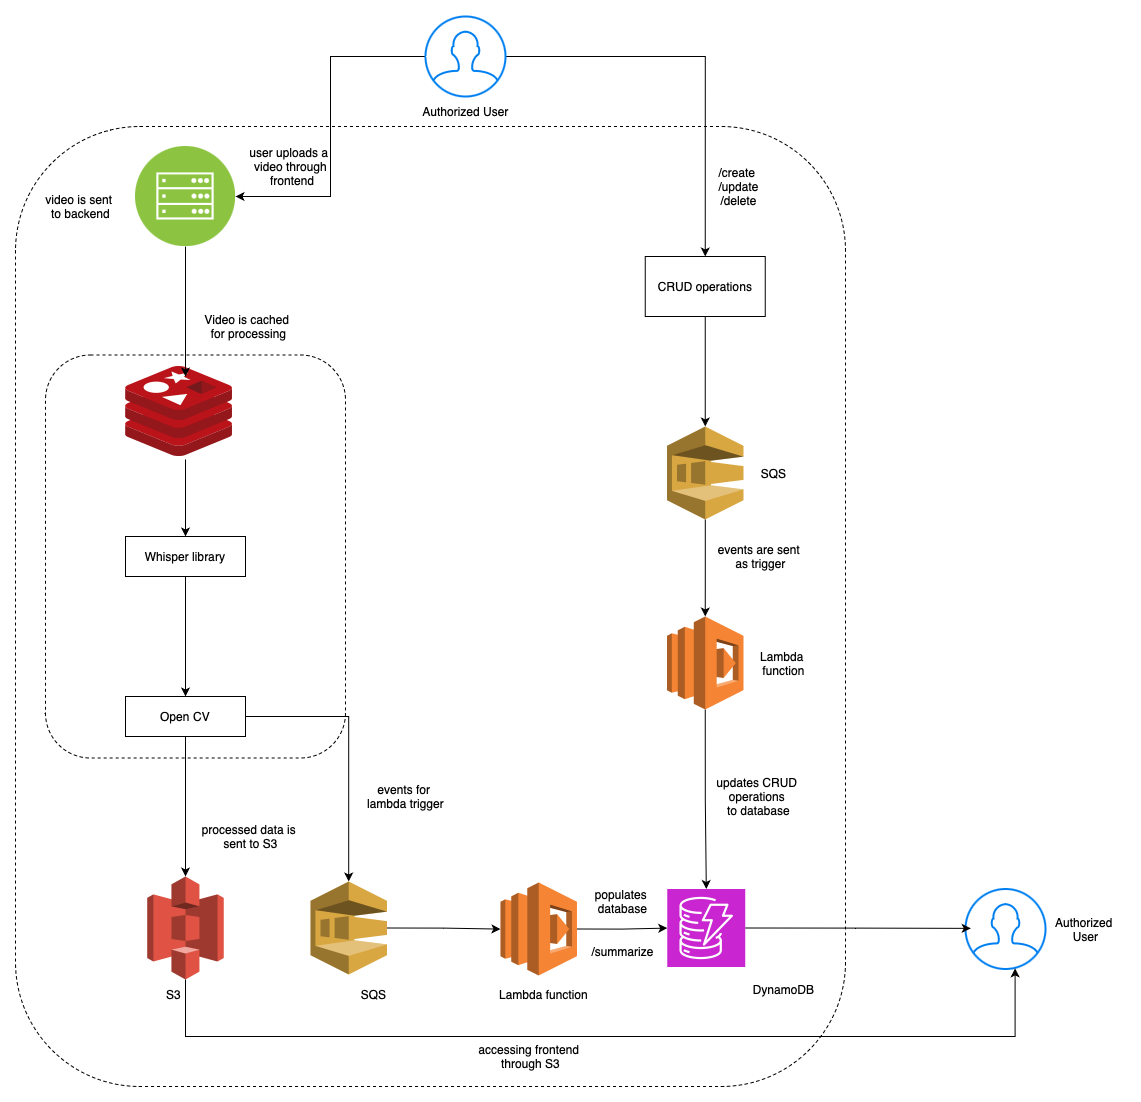 Authorized User
user uploads a
video through
frontend
video is sent
to backend
/create
/update
/delete
CRUD operations
Video is cached
for processing
SQS
Whisper library
events are sent
as trigger
Lambda
function
Open CV
events for
lambda trigger
updates CRUD
operations
to database
processed data is
sent to S3
populates
database
/summarize
Authorized
User
S3
SQS
Lambda function
DynamoDB
accessing frontend
through S3